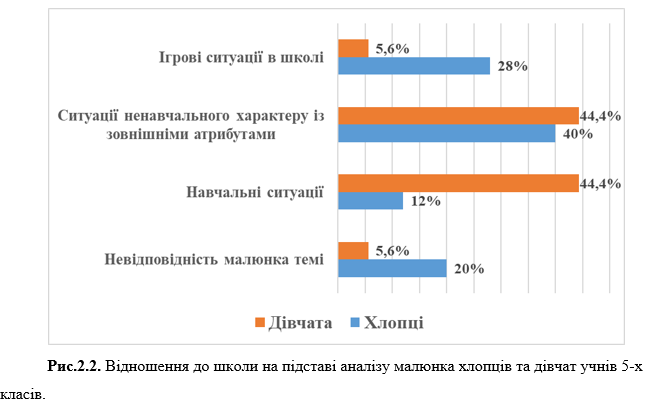 Ігрові ситуації в школі
5,6%
28%
Ситуації ненавчального характеру із
зовнішніми атрибутами
44,4%
40%
Навчальні ситуації
44,4%
12%
Невідповідність малюнка темі
5,6%
20%
Дівчата Хлопці
Рис.2.2. Відношення до школи на підставі аналізу малюнка хлопців та дівчат учнів 5-х
класів.